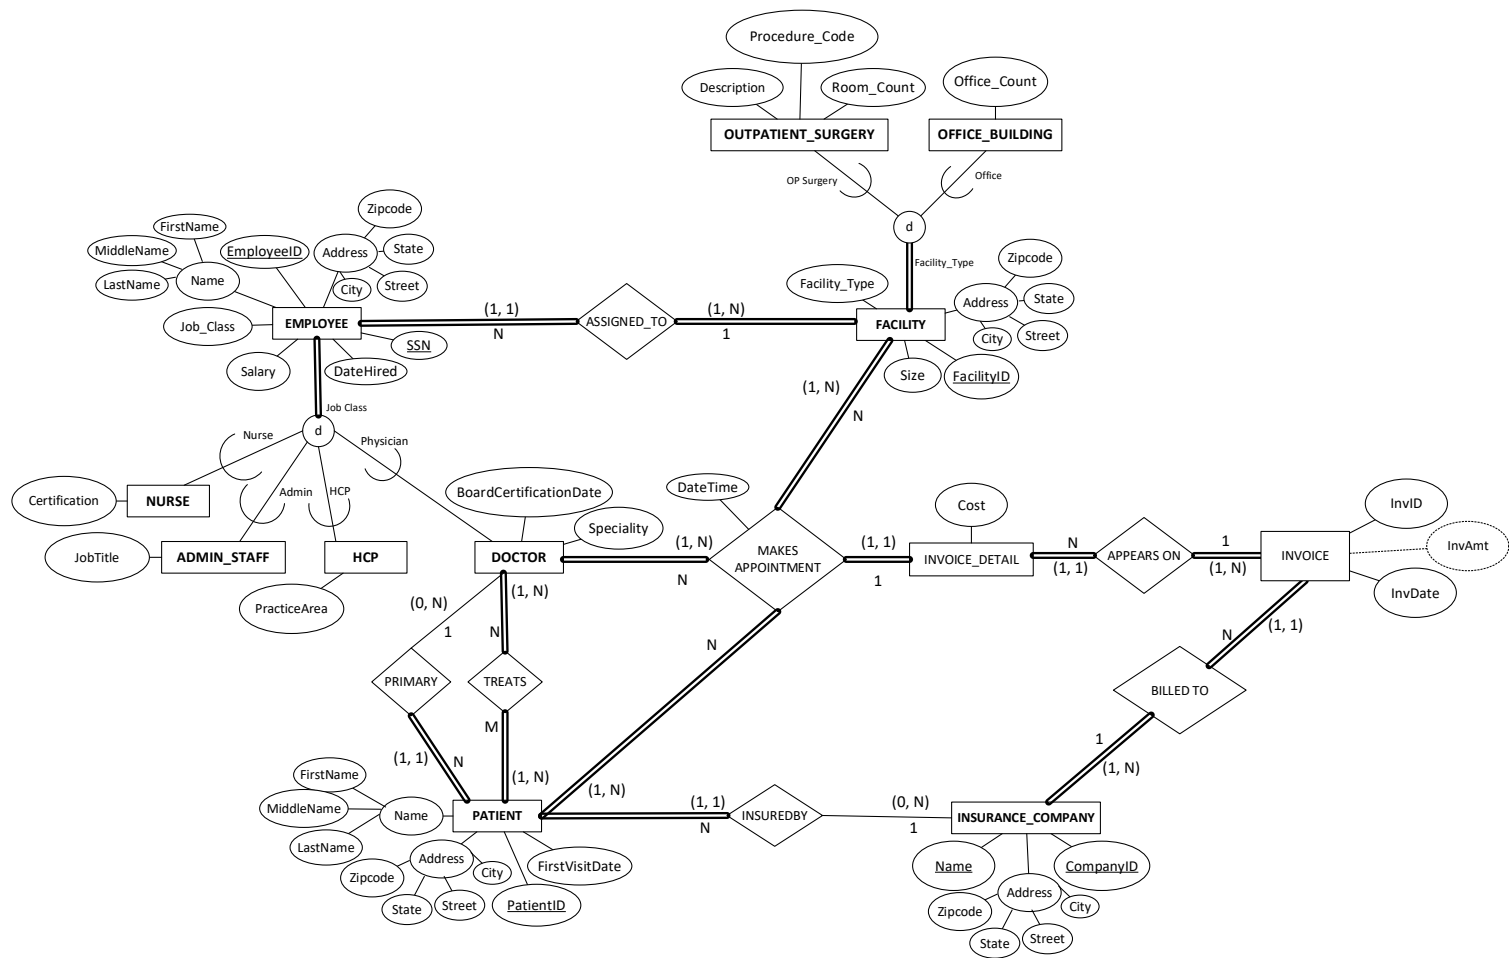 Procedure_Code
Description
Room_Count
Office_Count
OUTPATIENT_SURGERY
OFFICE_BUILDING
OP Surgery
Office
d
Facility_Type
Zipcode
FirstName
MiddleName
EmployeeID
Address
State
LastName
Name
City
Street
Job_Class
EMPLOYEE
SSN
Salary
DateHired
(1, 1)
N
ASSIGNED_TO
(1, N)
1
Facility_Type
Zipcode
Address
State
City
Street
FACILITY
Size
FacilityID
Job Class
d
Nurse
Physician
Admin
HCP
Certification
NURSE
JobTitle
ADMIN_STAFF
HCP
PracticeArea
BoardCertificationDate
Speciality
DOCTOR
(1, N)
N
DateTime
MAKES
APPOINTMENT
(1, N)
N
(1, 1)
1
Cost
INVOICE_DETAIL
N
(1, 1)
APPEARS ON
1
(1, N)
INVOICE
InvID
InvAmt
InvDate
(0, N)
1
PRIMARY
(1, 1)
N
(1, N)
N
TREATS
M
(1, N)
N
(1, N)
N
(1, 1)
BILLED TO
1
(1, N)
FirstName
MiddleName
LastName
Name
PATIENT
Address
City
Zipcode
State
Street
PatientID
FirstVisitDate
(1, 1)
N
INSUREDBY
(0, N)
1
INSURANCE_COMPANY
Name
CompanyID
Address
City
Zipcode
State
Street